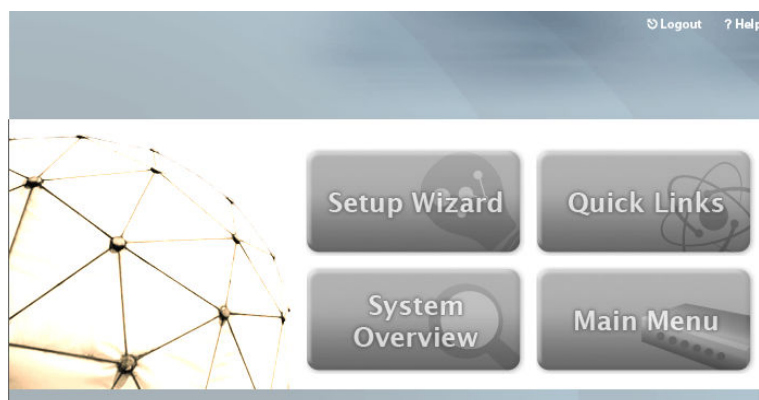 Logout ? Help
Setup Wizard
Quick Links
System
Overview
Main Menu